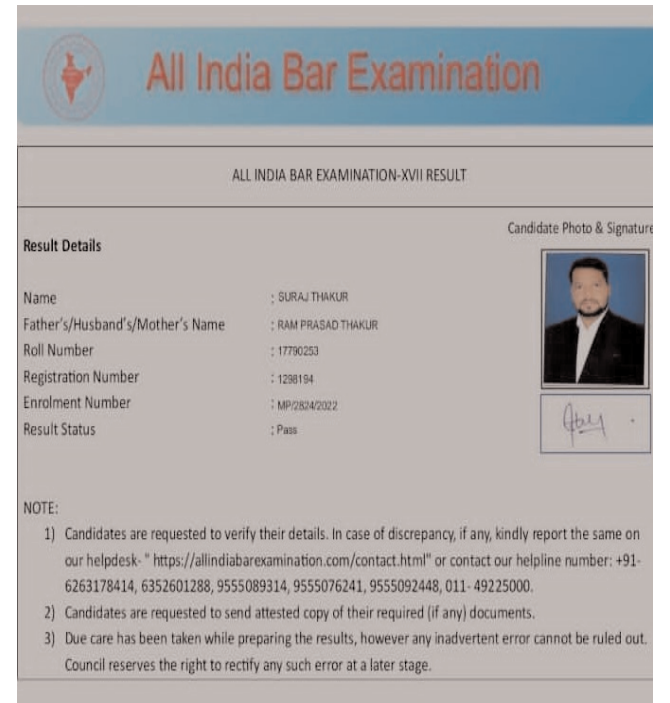 All India Bar Examination
ALL INDIA BAR EXAMINATION-XVII RESULT
Candidate Photo & Signature
Result Details
Name : SURAJ THAKUR
Father's/Husband's/Mother's Name : RAM PRASAD THAKUR
Roll Number : 17790253
Registration Number : 1298194
Enrolment Number : MP/2824/2022
Result Status : Pass
NOTE:
1) Candidates are requested to verify their details. In case of discrepancy, if any, kindly report the same on
our helpdesk- " https://allindiabarexamination.com/contact.html" or contact our helpline number: +91-
6263178414, 6352601288, 9555089314, 9555076241, 9555092448, 011- 49225000.
2) Candidates are requested to send attested copy of their required (if any) documents.
3) Due care has been taken while preparing the results, however any inadvertent error cannot be ruled out.
Council reserves the right to rectify any such error at a later stage.